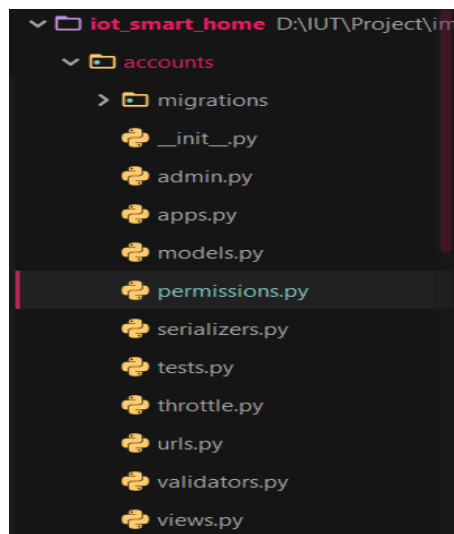 iot_smart_home D:\IUT\Project\im
accounts
migrations
__init__.py
admin.py
apps.py
models.py
permissions.py
serializers.py
tests.py
throttle.py
urls.py
validators.py
views.py